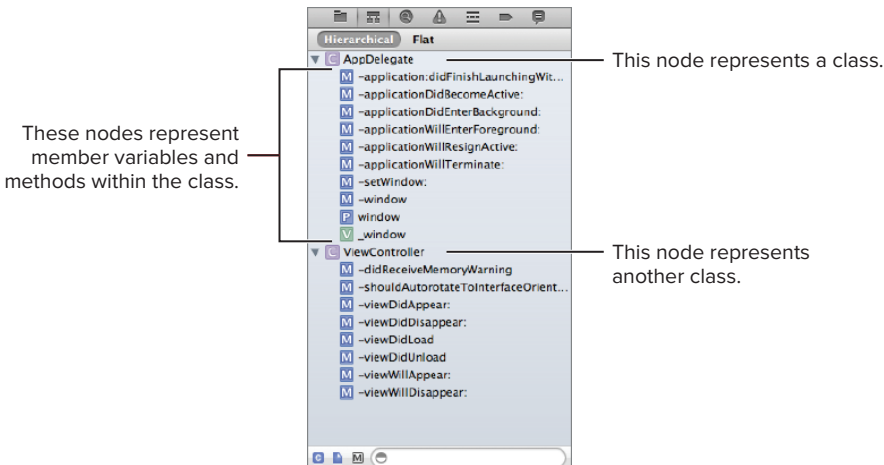 Hierarchical Flat
C AppDelegate
This node represents a class.
M -application:didFinishLaunchingWit...
M -applicationDidBecomeActive:
M -applicationDidEnterBackground:
M -applicationWillEnterForeground:
M -applicationWillResignActive:
M -applicationWillTerminate:
M -setWindow:
M -window
P window
V _window
These nodes represent
member variables and
methods within the class.
C ViewController
This node represents
another class.
M -didReceiveMemoryWarning
M -shouldAutorotateToInterfaceOrient...
M -viewDidAppear:
M -viewDidDisappear:
M -viewDidLoad
M -viewDidUnload
M -viewWillAppear:
M -viewWillDisappear:
C M